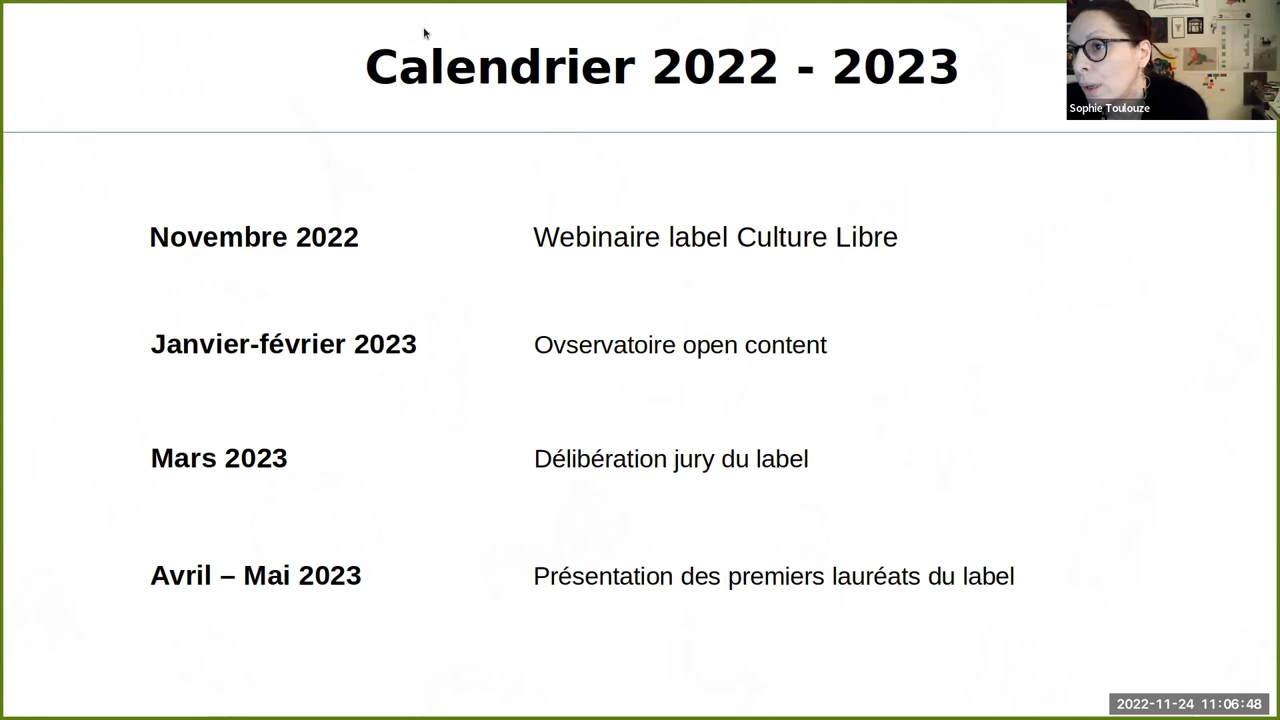 Calendrier 2022 - 2023
Sophie Toulouze
Novembre 2022 Webinaire label Culture Libre
Janvier-février 2023 Ovservatoire open content
Mars 2023 Délibération jury du label
Avril – Mai 2023 Présentation des premiers lauréats du label
2022-11-24 11:06:48